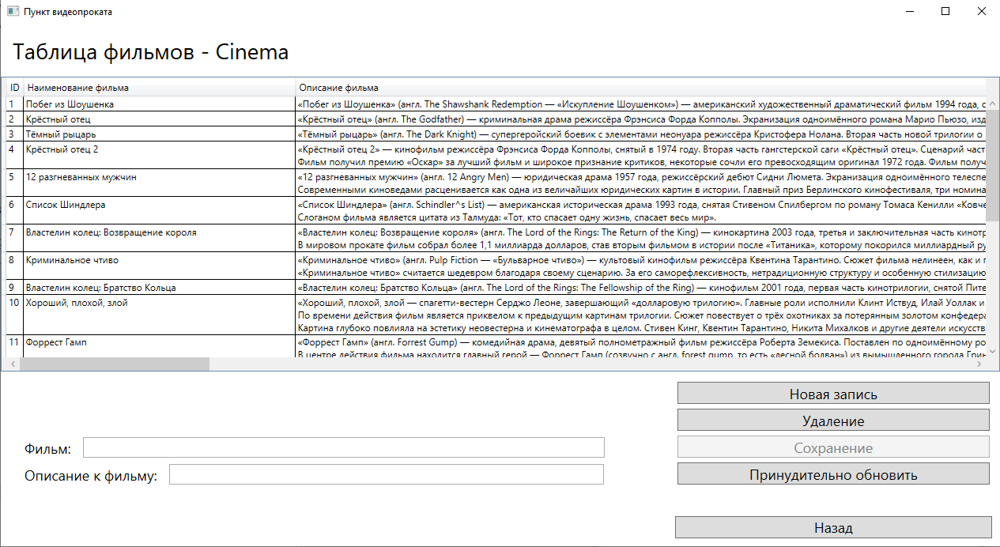 Пункт видеопроката
Таблица фильмов - Cinema
ID Наименование фильма Описание фильма
1 Побег из Шоушенка «Побег из Шоушенка» (англ. The Shawshank Redemption — «Искупление Шоушенком») — американский художественный драматический фильм 1994 года, с
2 Крёстный отец «Крёстный отец» (англ. The Godfather) — криминальная драма режиссёра Фрэнсиса Форда Копполы. Экранизация одноимённого романа Марио Пьюзо, изд
3 Тёмный рыцарь «Тёмный рыцарь» (англ. The Dark Knight) — супергеройский боевик с элементами неонуара режиссёра Кристофера Нолана. Вторая часть новой трилогии о
4 Крёстный отец 2 «Крёстный отец 2» — кинофильм режиссёра Фрэнсиса Форда Копполы, снятый в 1974 году. Вторая часть гангстерской саги «Крёстный отец». Сценарий част
Фильм получил премию «Оскар» за лучший фильм и широкое признание критиков, некоторые сочли его превосходящим оригинал 1972 года. Фильм получ
5 12 разгневанных мужчин «12 разгневанных мужчин» (англ. 12 Angry Men) — юридическая драма 1957 года, режиссёрский дебют Сидни Люмета. Экранизация одноимённого телеспе
Современными киноведами расценивается как одна из величайших юридических картин в истории. Главный приз Берлинского кинофестиваля, три номина
6 Список Шиндлера «Список Шиндлера» (англ. Schindler^s List) — американская историческая драма 1993 года, снятая Стивеном Спилбергом по роману Томаса Кенилли «Ковче
Слоганом фильма является цитата из Талмуда: «Тот, кто спасает одну жизнь, спасает весь мир».
7 Властелин колец: Возвращение короля «Властелин колец: Возвращение короля» (англ. The Lord of the Rings: The Return of the King) — кинокартина 2003 года, третья и заключительная часть кинотр
В мировом прокате фильм собрал более 1,1 миллиарда долларов, став вторым фильмом в истории после «Титаника», которому покорился миллиардный ру
8 Криминальное чтиво «Криминальное чтиво» (англ. Pulp Fiction — «Бульварное чтиво») — культовый кинофильм режиссёра Квентина Тарантино. Сюжет фильма нелинеен, как и г
«Криминальное чтиво» считается шедевром благодаря своему сценарию. За его саморефлексивность, нетрадиционную структуру и особенную стилизацию
9 Властелин колец: Братство Кольца «Властелин колец: Братство Кольца» (англ. The Lord of the Rings: The Fellowship of the Ring) — кинофильм 2001 года, первая часть кинотрилогии, снятой Пите
10 Хороший, плохой, злой «Хороший, плохой, злой — спагетти-вестерн Серджо Леоне, завершающий «долларовую трилогию». Главные роли исполнили Клинт Иствуд, Илай Уоллак и
По времени действия фильм является приквелом к предыдущим картинам трилогии. Сюжет повествует о трёх охотниках за потерянным золотом конфедера
Картина глубоко повлияла на эстетику неовестерна и кинематографа в целом. Стивен Кинг, Квентин Тарантино, Никита Михалков и другие деятели искусств
11 Форрест Гамп «Форрест Гамп» (англ. Forrest Gump) — комедийная драма, девятый полнометражный фильм режиссёра Роберта Земекиса. Поставлен по одноимённому ро
В центре действия фильма находится главный герой — Форрест Гамп (созвучно с англ. forest gump, то есть «лесной болван») из вымышленного города Грин
Новая запись
Удаление
Фильм:
Сохранение
Описание к фильму:
Принудительно обновить
Назад